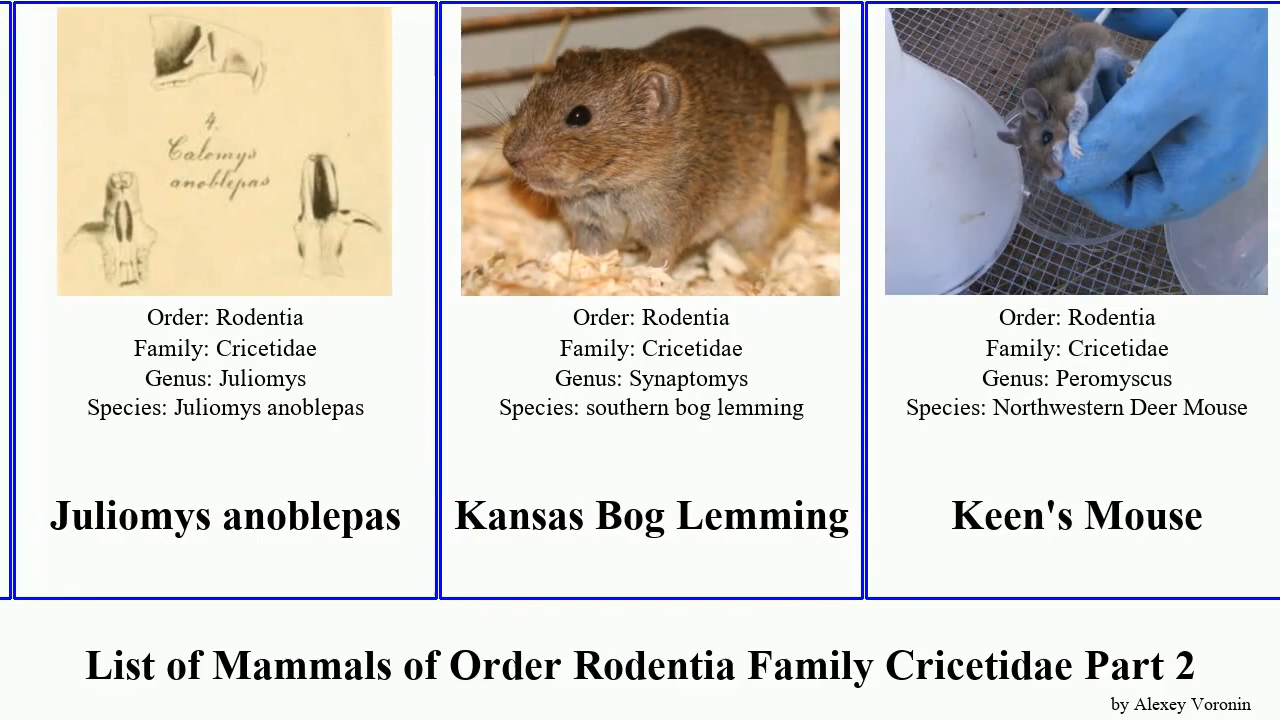 4.
Calomys
anoblepas
Order: Rodentia
Family: Cricetidae
Genus: Juliomys
Species: Juliomys anoblepas
Juliomys anoblepas
Order: Rodentia
Family: Cricetidae
Genus: Synaptomys
Species: southern bog lemming
Kansas Bog Lemming
Order: Rodentia
Family: Cricetidae
Genus: Peromyscus
Species: Northwestern Deer Mouse
Keen's Mouse
List of Mammals of Order Rodentia Family Cricetidae Part 2
by Alexey Voronin